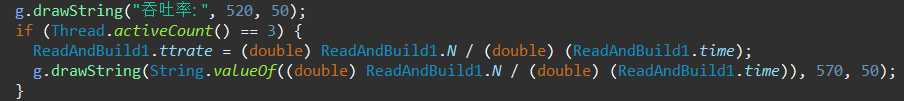 g.drawString("吞吐率: ", 520, 50);
if (Thread.activeCount() == 3) {
ReadAndBuild1.ttrate = (double) ReadAndBuild1.N / (double) (ReadAndBuild1.time);
g.drawString(String.valueOf((double) ReadAndBuild1.N / (double) (ReadAndBuild1.time)), 570, 50);
}